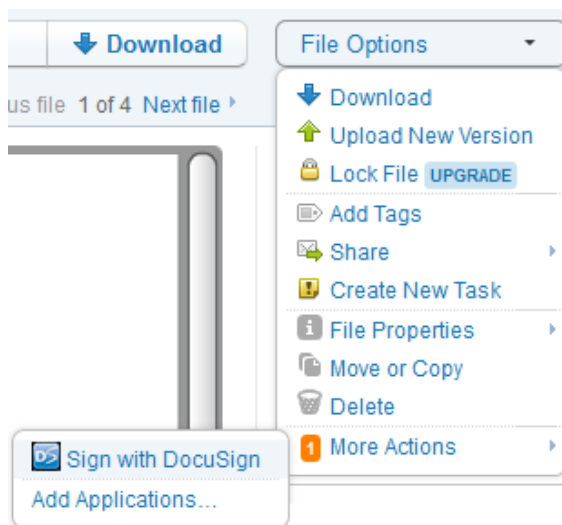 Download
File Options
us file 1 of 4 Next file
Download
Upload New Version
Lock File UPGRADE
Add Tags
Share
Create New Task
File Properties
Move or Copy
Delete
1 More Actions
DS Sign with DocuSign
Add Applications...